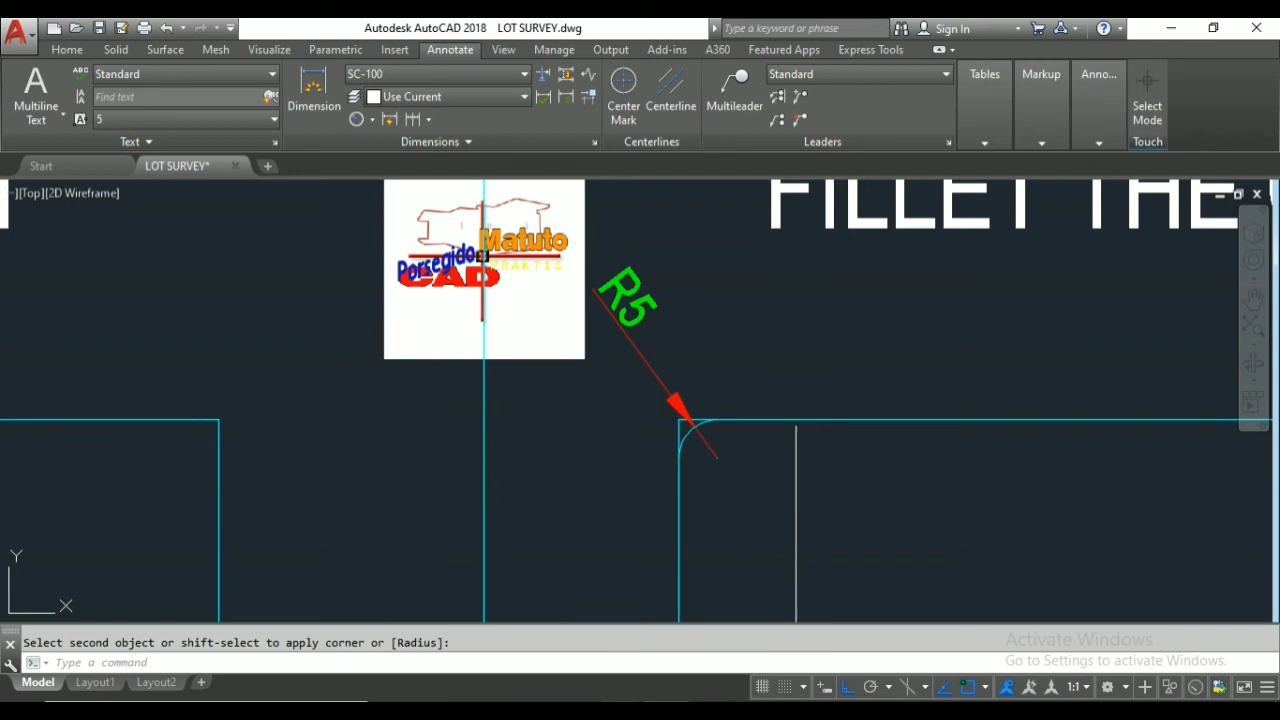 Autodesk AutoCAD 2018 LOT SURVEY.dwg
Type a keyword or phrase
Sign In
Home Solid Surface Mesh Visualize Parametric Insert Annotate View Manage Output Add-ins A360 Featured Apps Express Tools
Standard
SC-100
Standard
Find text
Use Current
5
Multiline Text
Dimension
Center Mark
Centerline
Multileader
Tables
Markup
Anno...
Select Mode
Text
Dimensions
Centerlines
Leaders
Touch
Start
LOT SURVEY*
-][Top][2D Wireframe]
FILLET THE
Matuto
Porsegido
PRAKTIS
CAD
R5
Y
X
Select second object or shift-select to apply corner or [Radius]:
Type a command
Activate Windows
Go to Settings to activate Windows.
Model Layout1 Layout2
1:1